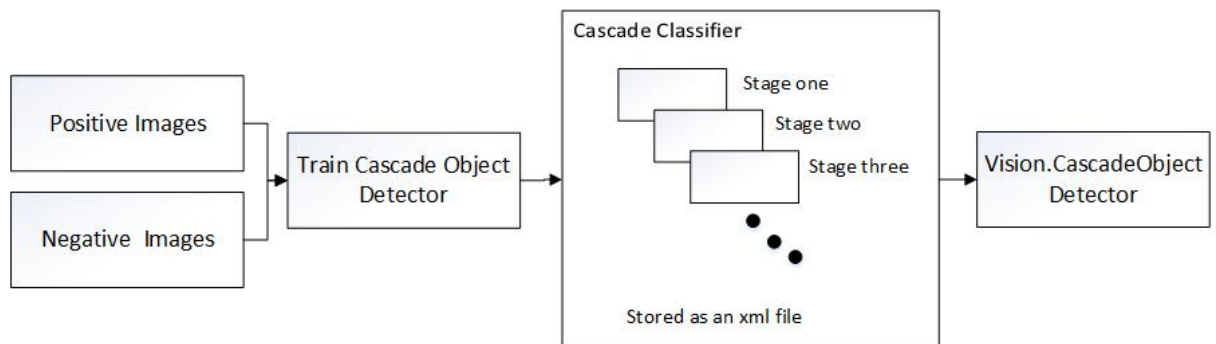 Positive Images
Negative Images
Train Cascade Object
Detector
Cascade Classifier
Stage one
Stage two
Stage three
Stored as an xml file
Vision.CascadeObject
Detector